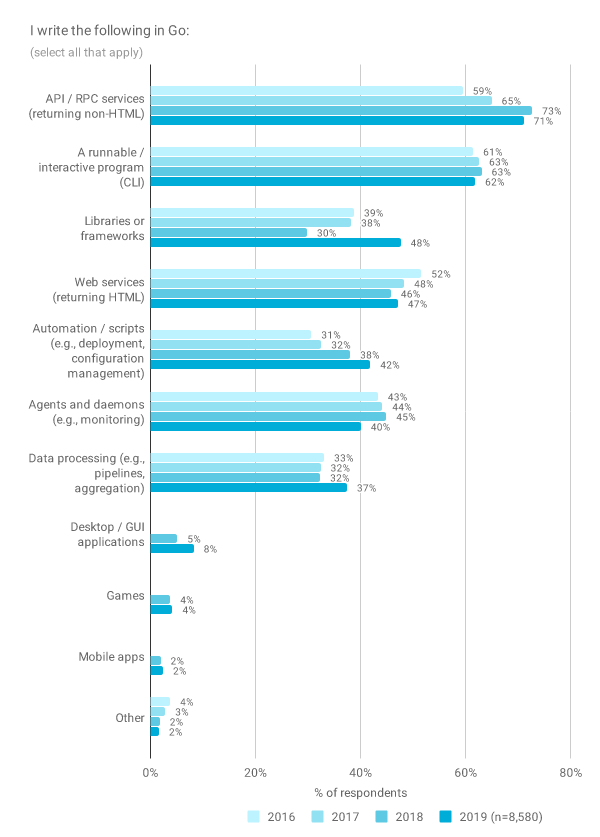 I write the following in Go:
(select all that apply)
API / RPC services
(returning non-HTML)
59%
65%
73%
71%
A runnable /
interactive program
(CLI)
61%
63%
63%
62%
Libraries or
frameworks
39%
38%
30%
48%
Web services
(returning HTML)
52%
48%
46%
47%
Automation / scripts
(e.g., deployment,
configuration
management)
31%
32%
38%
42%
Agents and daemons
(e.g., monitoring)
43%
44%
45%
40%
Data processing (e.g.,
pipelines,
aggregation)
33%
32%
32%
37%
Desktop / GUI
applications
5%
8%
Games
4%
4%
Mobile apps
2%
2%
Other
4%
3%
2%
2%
0% 20% 40% 60% 80%
% of respondents
2016 2017 2018 2019 (n=8,580)